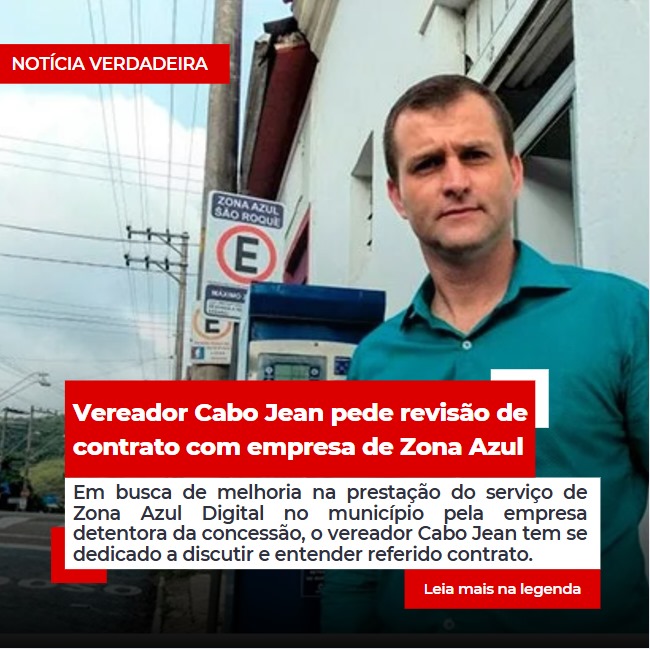 NOTÍCIA VERDADEIRA
ZONA AZUL
SÃO ROQUE
E
MÁXIMO
E
Vereador Cabo Jean pede revisão de
contrato com empresa de Zona Azul
Em busca de melhoria na prestação do serviço de
Zona Azul Digital no município pela empresa
detentora da concessão, o vereador Cabo Jean tem se
dedicado a discutir e entender referido contrato.
Leia mais na legenda